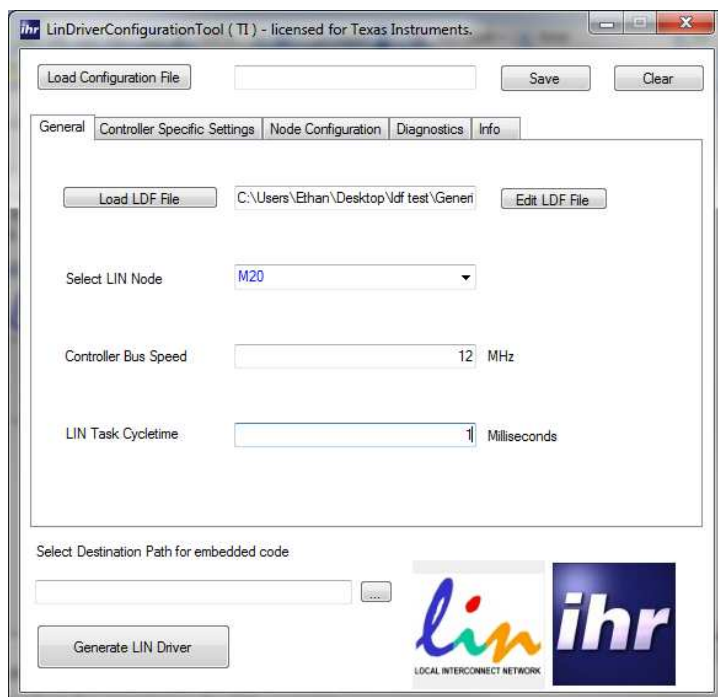 ihr LinDriverConfigurationTool ( TI ) - licensed for Texas Instruments.
Load Configuration File Save Clear
General Controller Specific Settings Node Configuration Diagnostics Info
Load LDF File C:\Users\Ethan\Desktop\ldf test\Generi Edit LDF File
Select LIN Node M20
Controller Bus Speed 12 MHz
LIN Task Cycletime 1 Milliseconds
Select Destination Path for embedded code
...
Generate LIN Driver
lin
LOCAL INTERCONNECT NETWORK
ihr